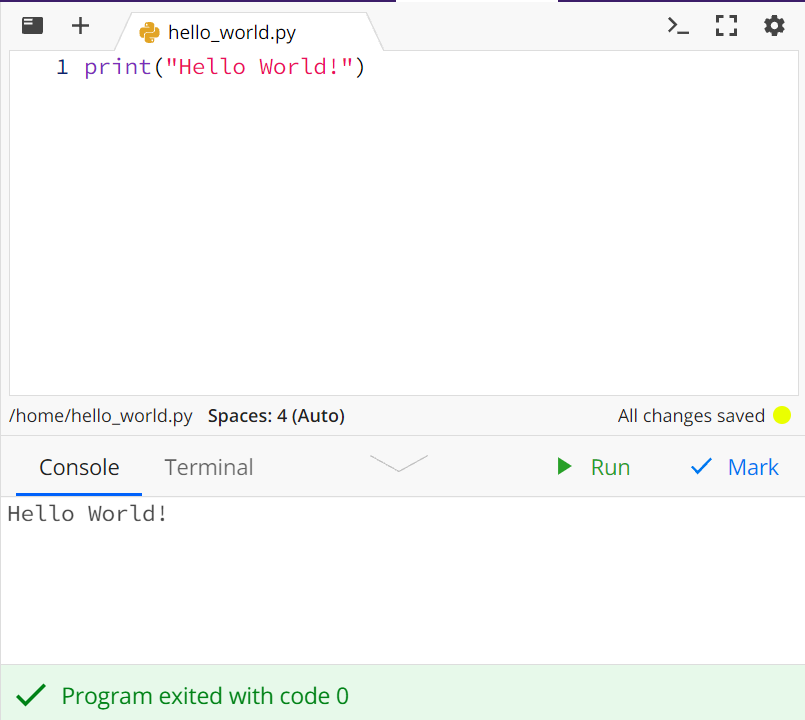 hello_world.py
1 print("Hello World!")
/home/hello_world.py Spaces: 4 (Auto) All changes saved
Console Terminal Run Mark
Hello World!
Program exited with code 0